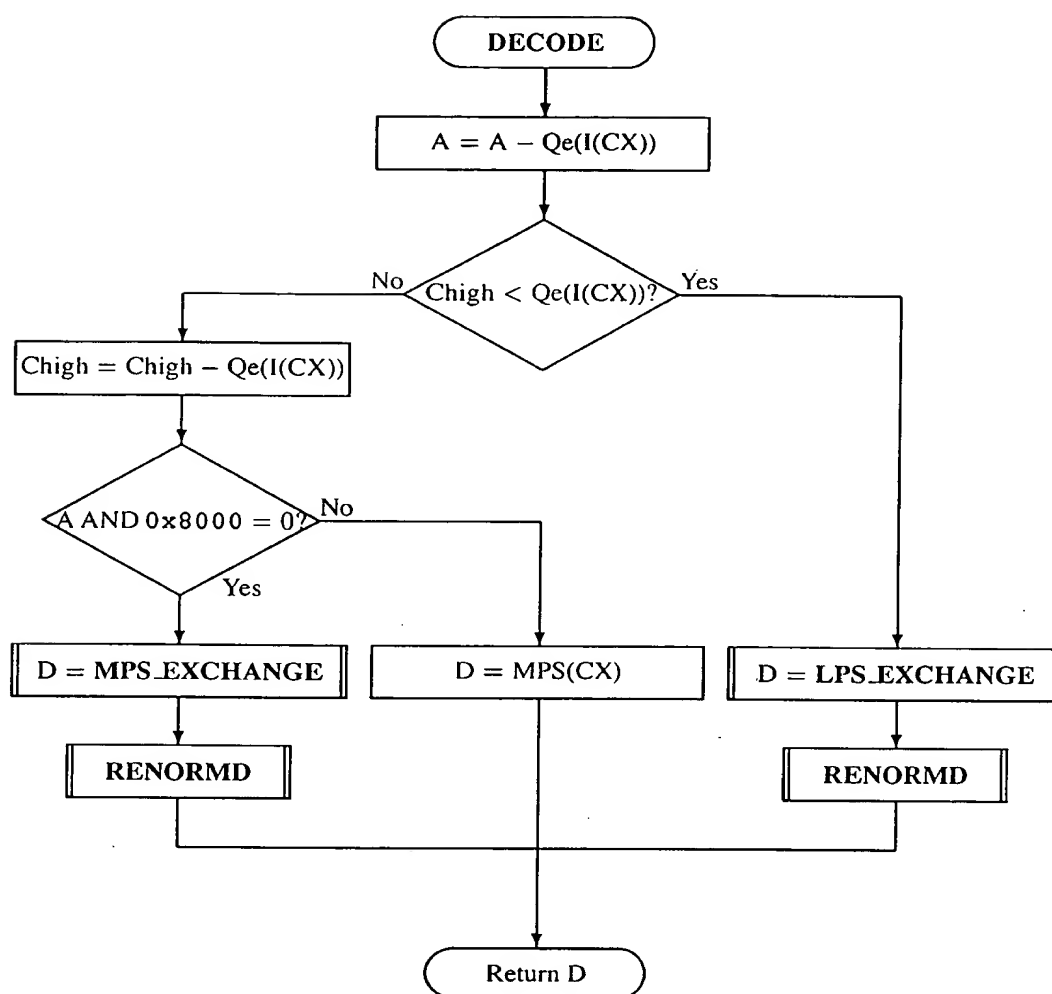 DECODE
A = A − Qe(I(CX))
Chigh < Qe(I(CX))?
No
Yes
Chigh = Chigh − Qe(I(CX))
A AND 0x8000 = 0?
No
Yes
D = MPS_EXCHANGE
D = MPS(CX)
D = LPS_EXCHANGE
RENORMD
RENORMD
Return D